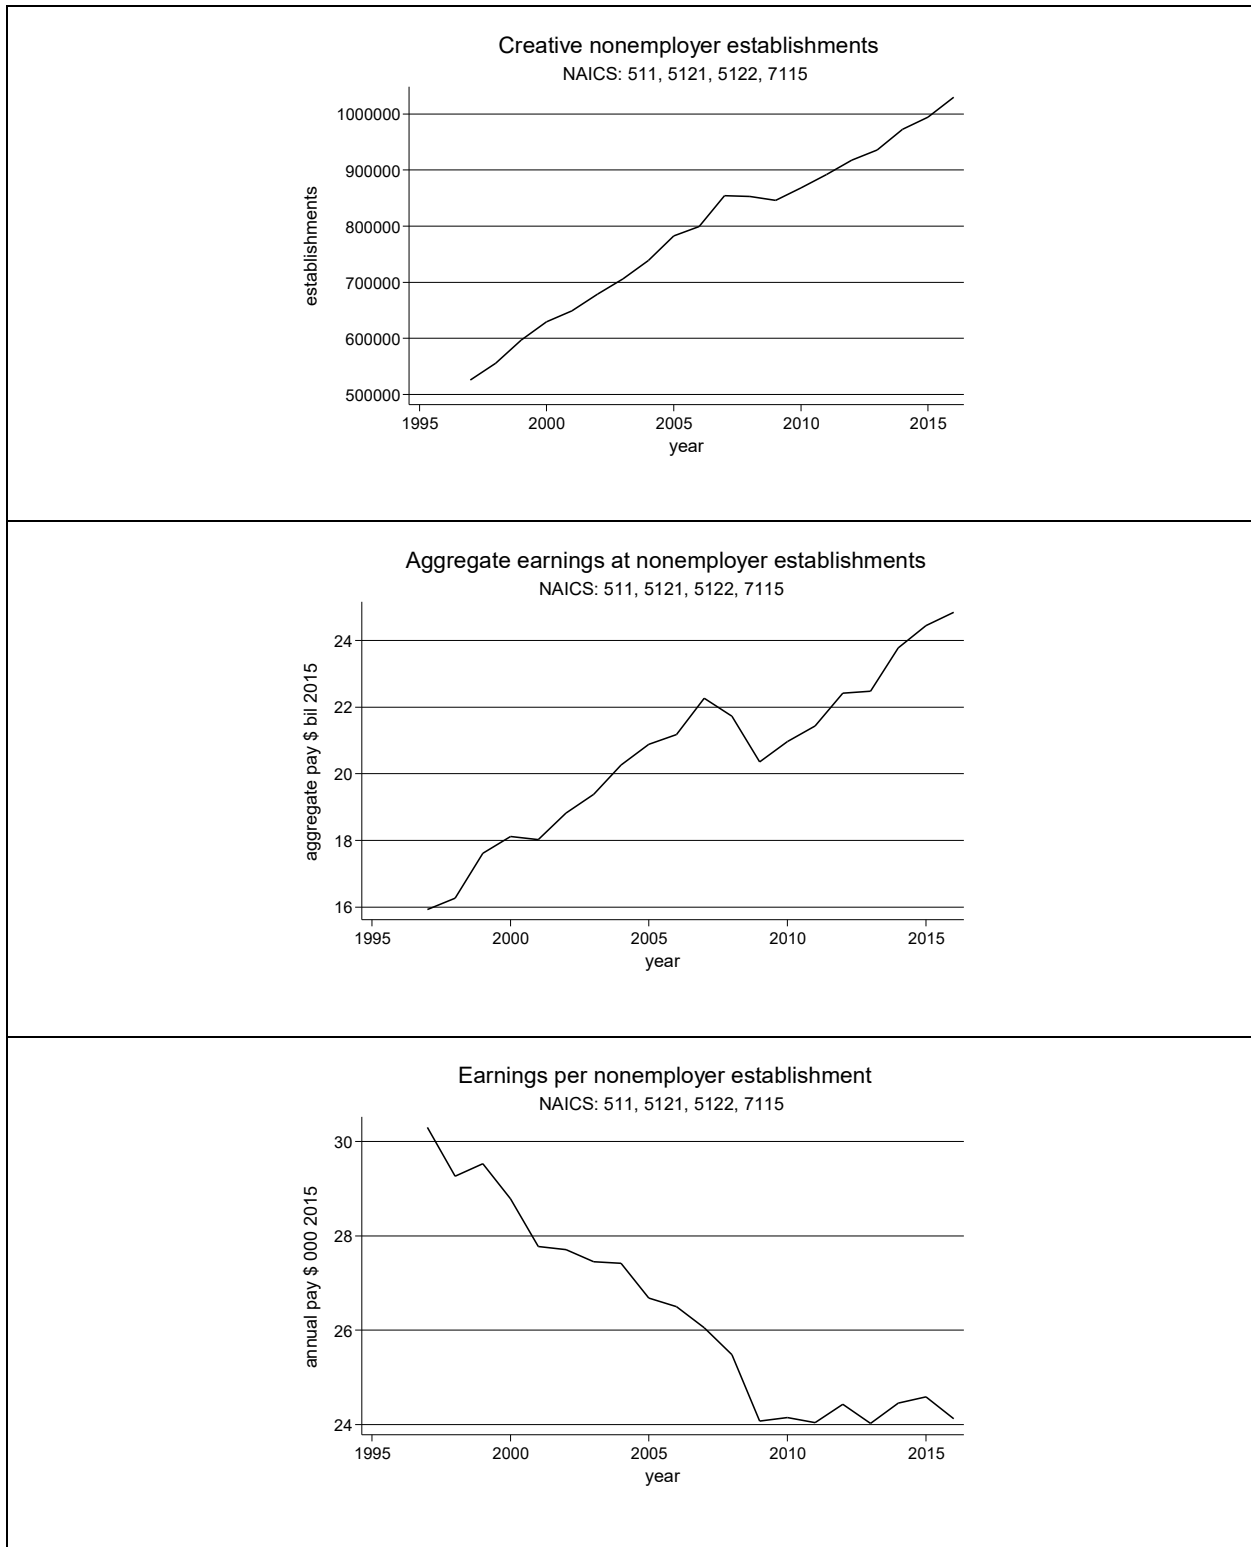 Creative nonemployer establishments
NAICS: 511, 5121, 5122, 7115
establishments
1000000
900000
800000
700000
600000
500000
1995 2000 2005 2010 2015
year
Aggregate earnings at nonemployer establishments
NAICS: 511, 5121, 5122, 7115
aggregate pay $ bil 2015
24
22
20
18
16
1995 2000 2005 2010 2015
year
Earnings per nonemployer establishment
NAICS: 511, 5121, 5122, 7115
annual pay $ 000 2015
30
28
26
24
1995 2000 2005 2010 2015
year